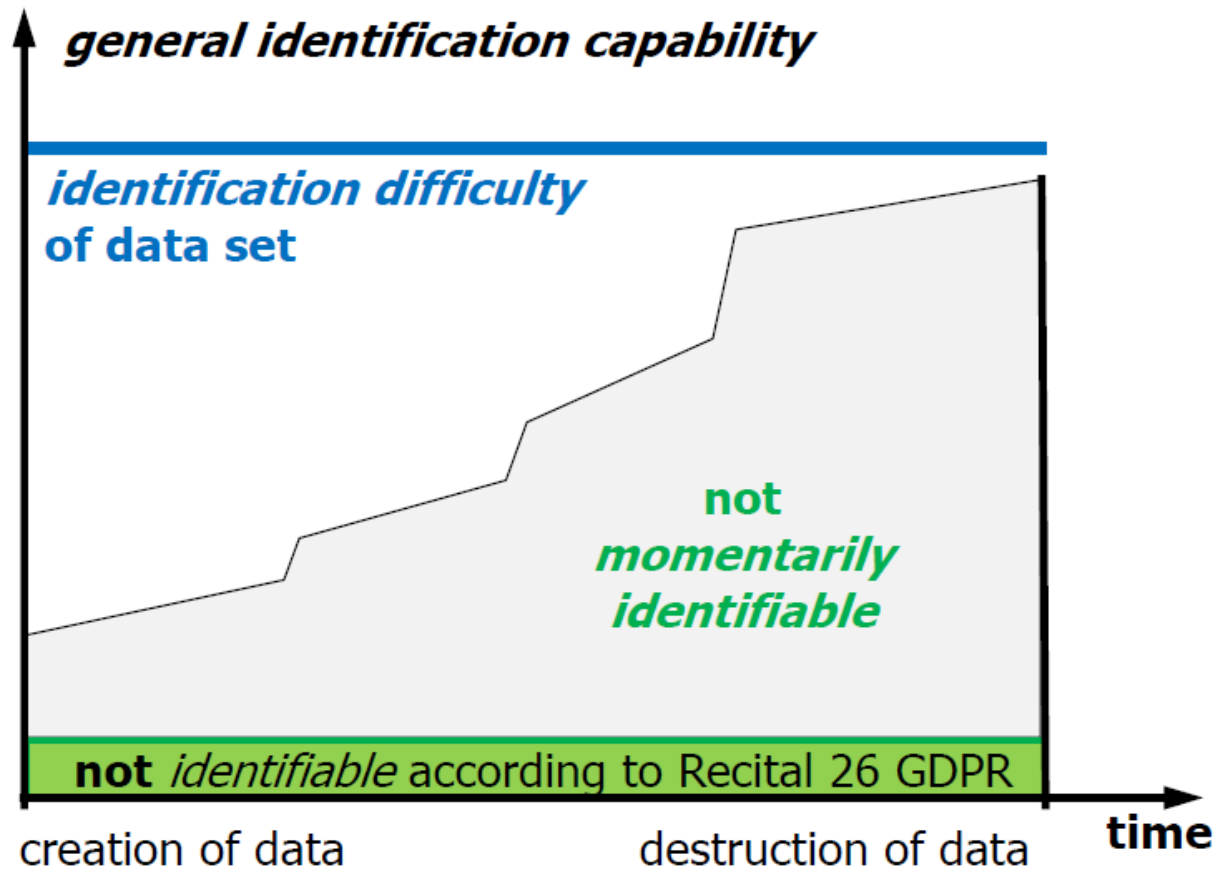 general identification capability
identification difficulty
of data set
not
momentarily
identifiable
not identifiable according to Recital 26 GDPR
creation of data
destruction of data
time